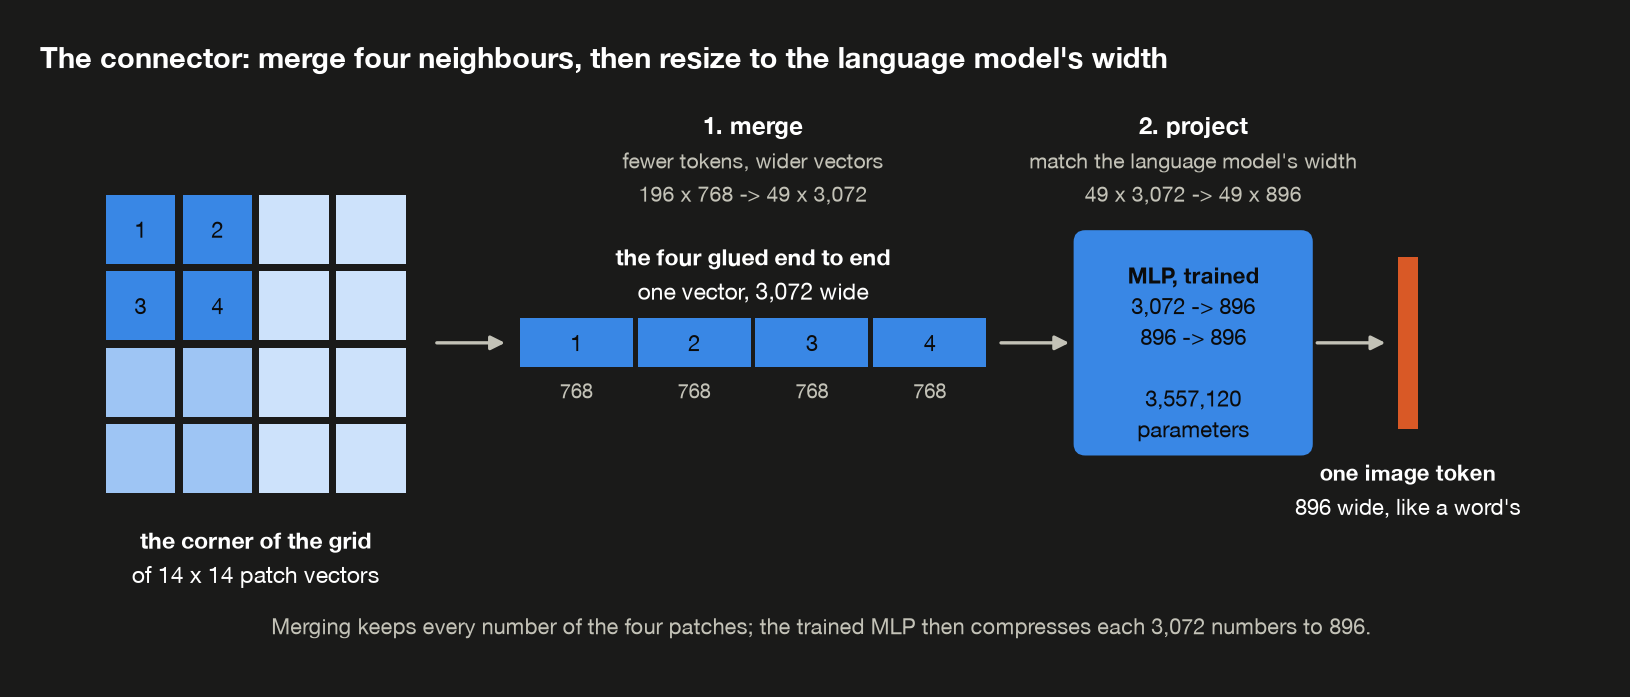 The connector: merge four neighbours, then resize to the language model's width
1. merge
fewer tokens, wider vectors
196 x 768 -> 49 x 3,072
2. project
match the language model's width
49 x 3,072 -> 49 x 896
1 2
3 4
the corner of the grid
of 14 x 14 patch vectors
the four glued end to end
one vector, 3,072 wide
1 2 3 4
768 768 768 768
MLP, trained
3,072 -> 896
896 -> 896
3,557,120
parameters
one image token
896 wide, like a word's
Merging keeps every number of the four patches; the trained MLP then compresses each 3,072 numbers to 896.